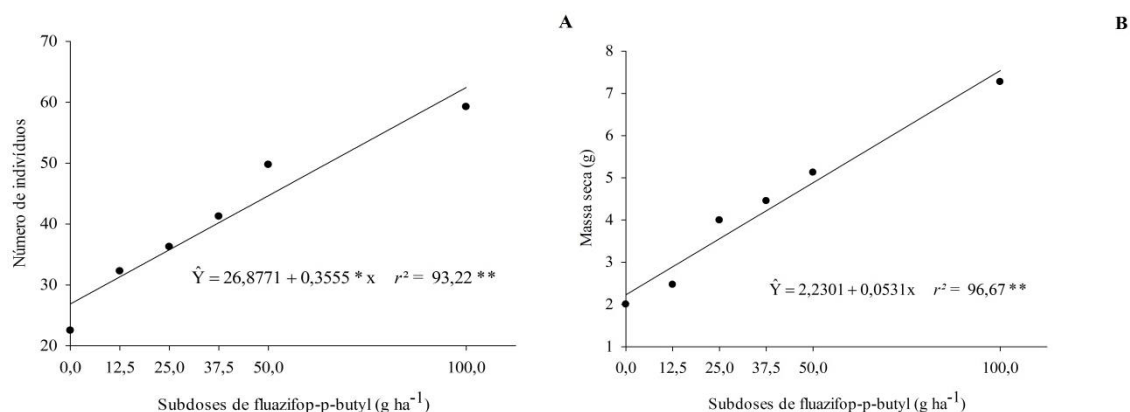 A
Número de indivíduos
70
60
50
40
30
20
Ŷ = 26,8771 + 0,3555 * x r² = 93,22 **
0,0 12,5 25,0 37,5 50,0 100,0
Subdoses de fluazifop-p-butyl (g ha⁻¹)
B
Massa seca (g)
8
7
6
5
4
3
2
1
Ŷ = 2,2301 + 0,0531x r² = 96,67 **
0,0 12,5 25,0 37,5 50,0 100,0
Subdoses de fluazifop-p-butyl (g ha⁻¹)